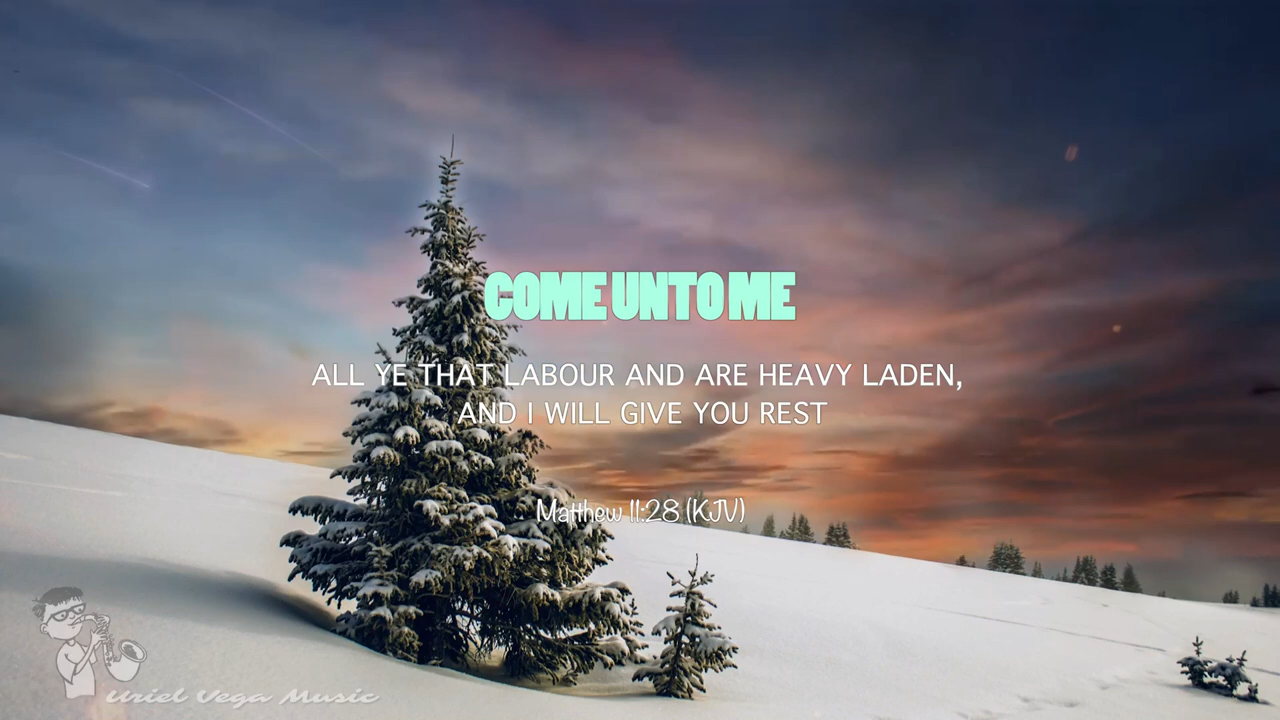 COME UNTO ME
ALL YE THAT LABOUR AND ARE HEAVY LADEN,
AND I WILL GIVE YOU REST
Matthew 11:28 (KJV)
Uriel Vega Music